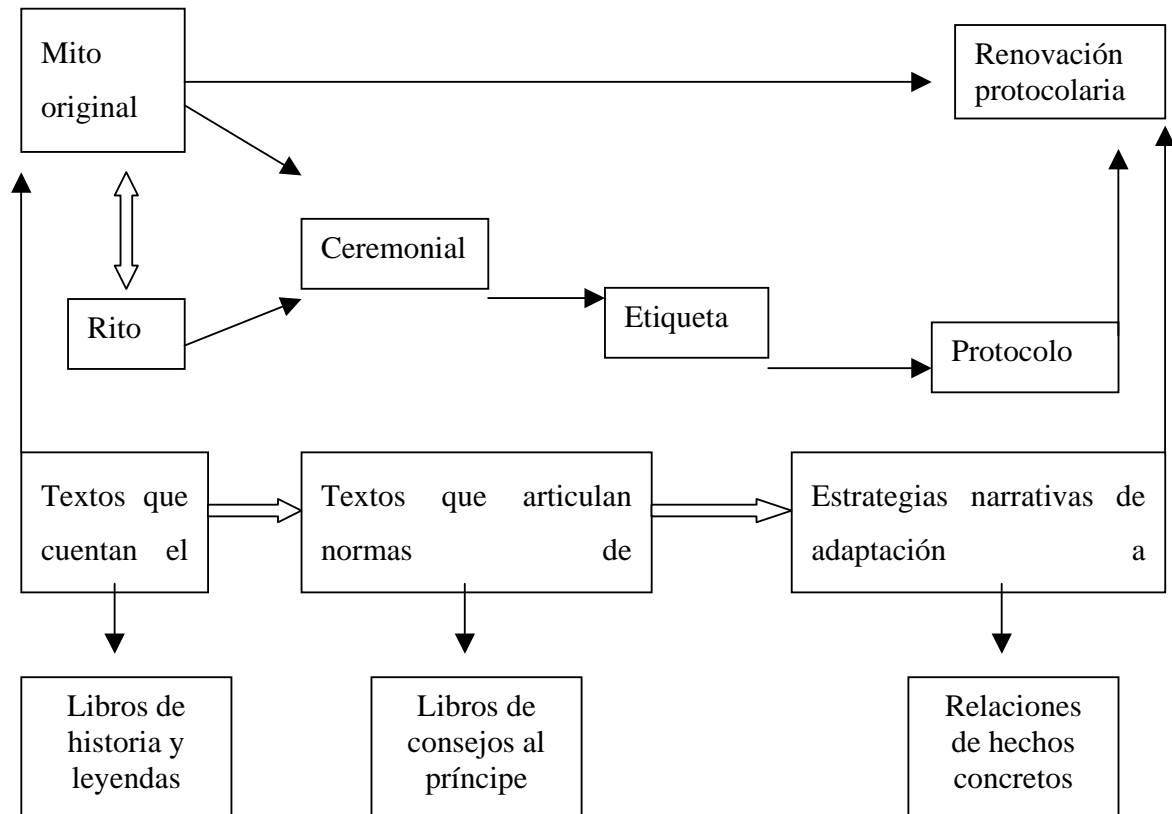 Mito
original
Renovación
protocolaria
Ceremonial
Rito
Etiqueta
Protocolo
Textos que
cuentan el
Textos que articulan
normas de
Estrategias narrativas de
adaptación a
Libros de
historia y
leyendas
Libros de
consejos al
príncipe
Relaciones
de hechos
concretos